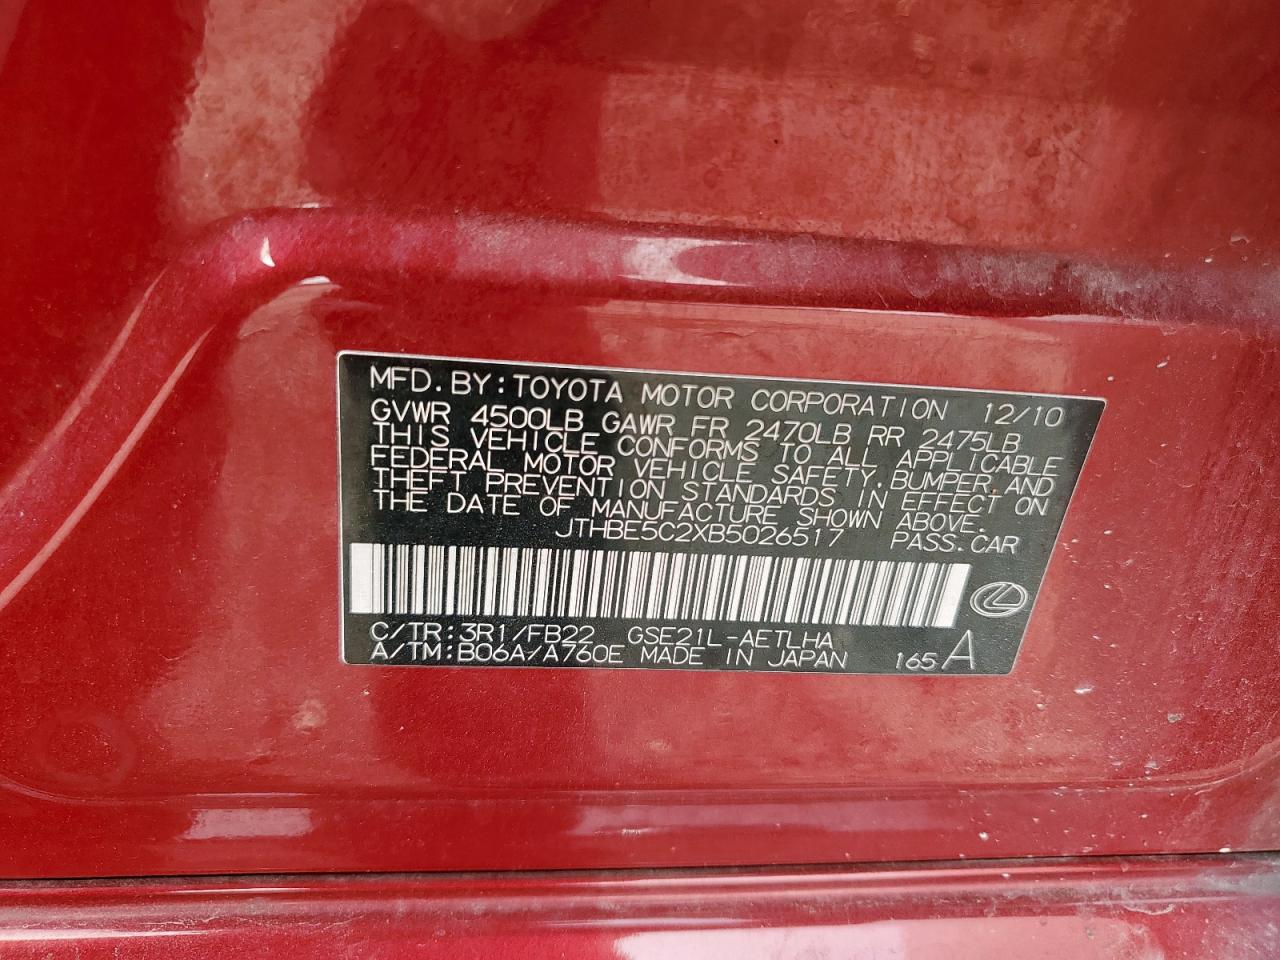 MFD. BY: TOYOTA MOTOR CORPORATION 12/10
GVWR 4500LB GAWR FR 2470LB RR 2475LB
THIS VEHICLE CONFORMS TO ALL APPLICABLE
FEDERAL MOTOR VEHICLE SAFETY, BUMPER, AND
THEFT PREVENTION STANDARDS IN EFFECT ON
THE DATE OF MANUFACTURE SHOWN ABOVE.
JTHBE5C2XB5026517 PASS. CAR
C/TR: 3R1/FB22 GSE21L-AETLHA
A/TM: B06A/A760E MADE IN JAPAN 165 A